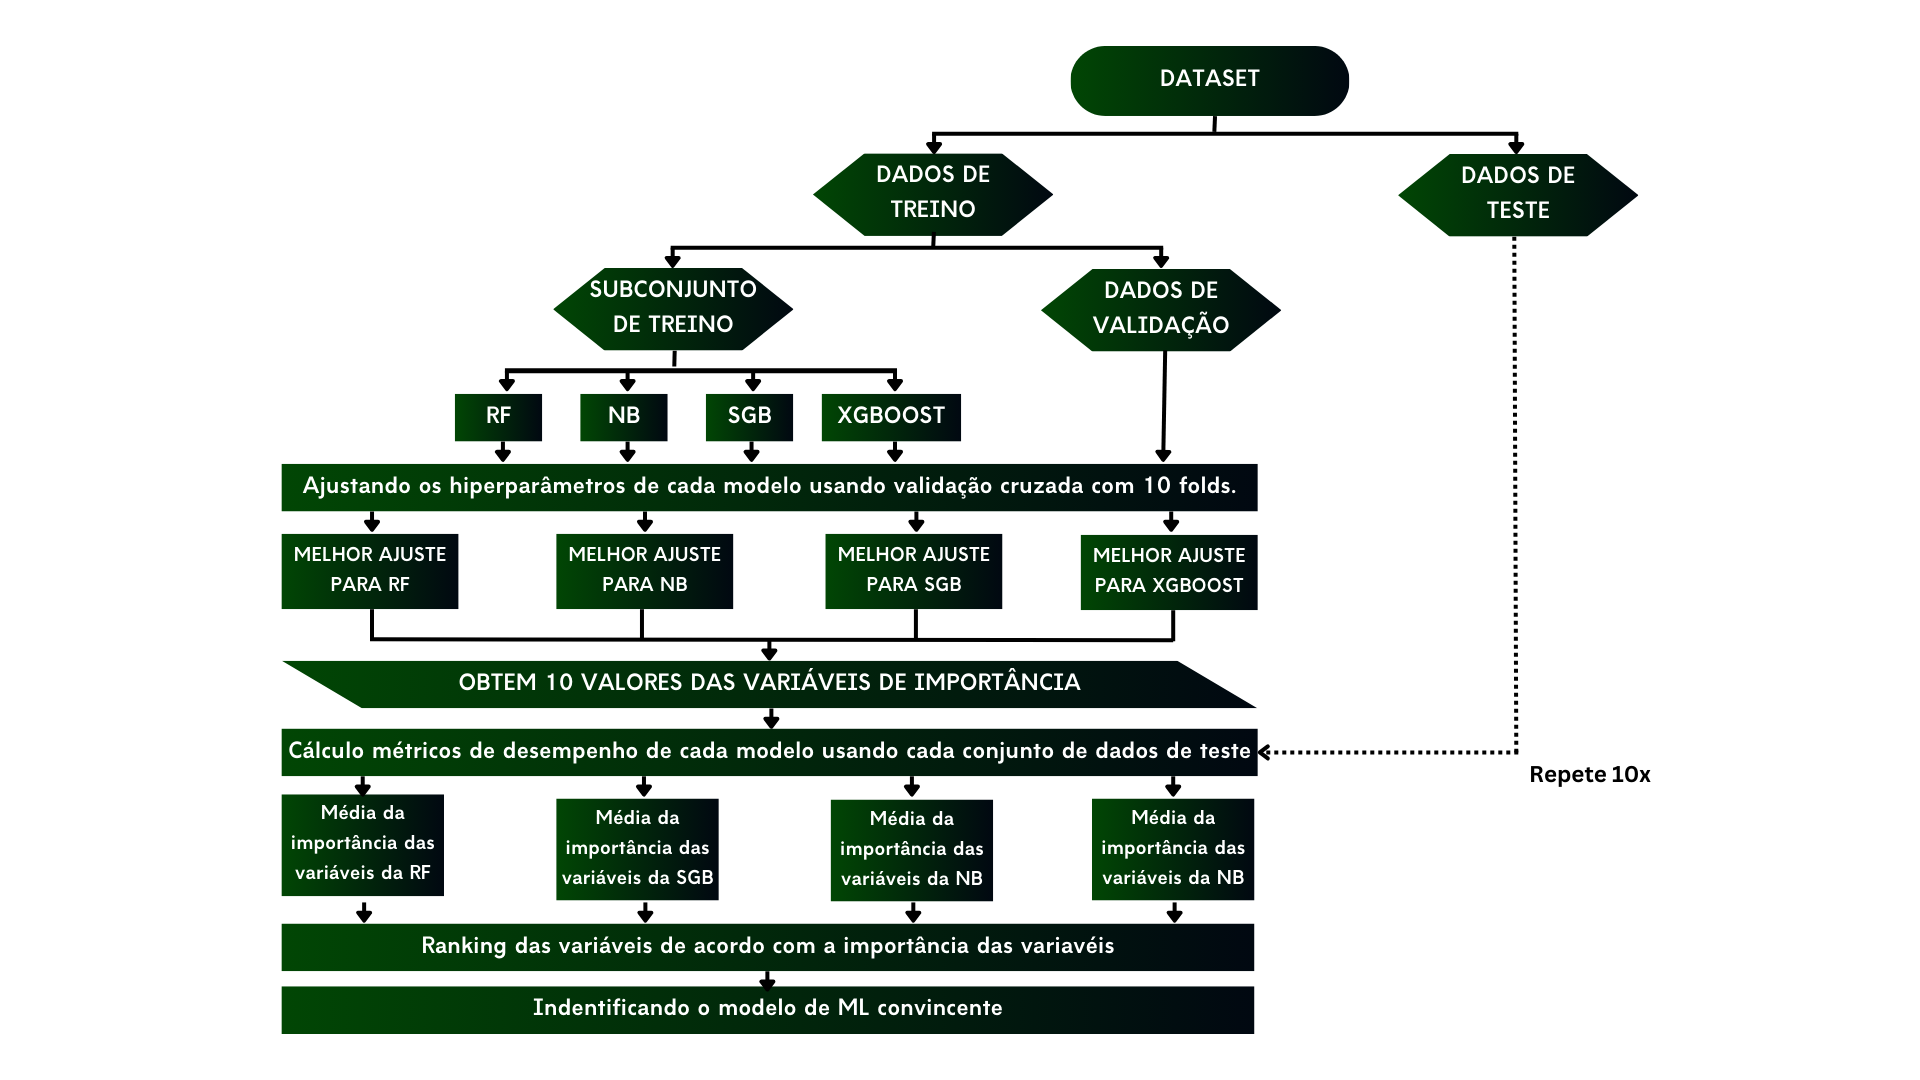 DATASET
DADOS DE
TREINO
DADOS DE
TESTE
SUBCONJUNTO
DE TREINO
DADOS DE
VALIDAÇÃO
RF
NB
SGB
XGBOOST
Ajustando os hiperparâmetros de cada modelo usando validação cruzada com 10 folds.
MELHOR AJUSTE
PARA RF
MELHOR AJUSTE
PARA NB
MELHOR AJUSTE
PARA SGB
MELHOR AJUSTE
PARA XGBOOST
OBTEM 10 VALORES DAS VARIÁVEIS DE IMPORTÂNCIA
Cálculo métricos de desempenho de cada modelo usando cada conjunto de dados de teste
Repete 10x
Média da
importância das
variáveis da RF
Média da
importância das
variáveis da SGB
Média da
importância das
variáveis da NB
Média da
importância das
variáveis da NB
Ranking das variáveis de acordo com a importância das variavéis
Indentificando o modelo de ML convincente